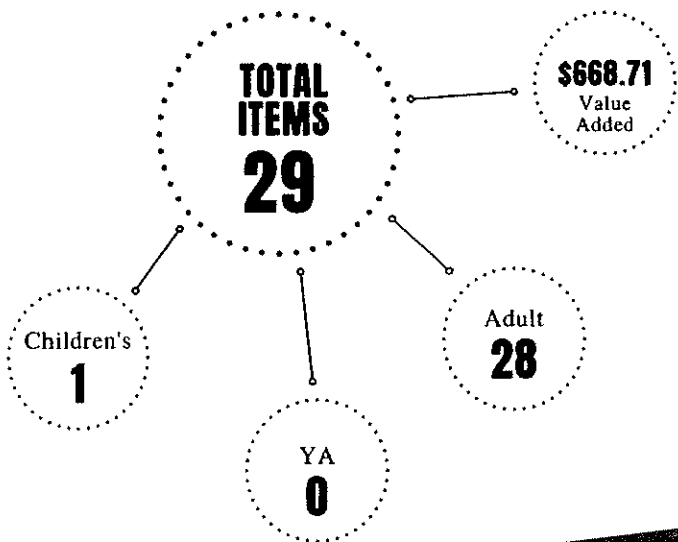 TOTAL
ITEMS
29
$668.71
Value
Added
Children's
1
Adult
28
YA
0